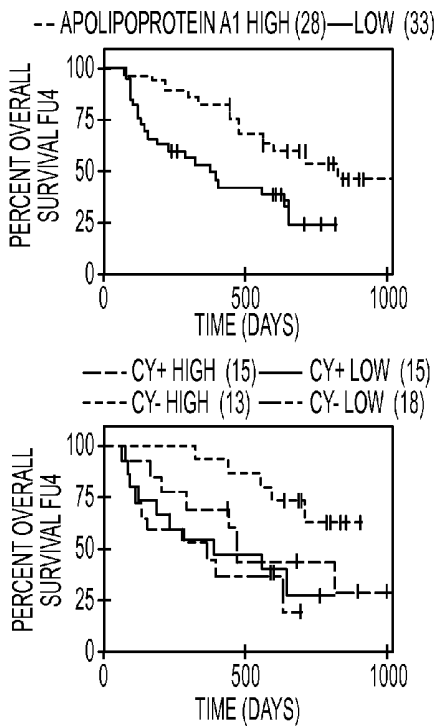 -- APOLIPOPROTEIN A1 HIGH (28) — LOW (33)
PERCENT OVERALL
SURVIVAL FU4
100
75
50
25
0
0
500
1000
TIME (DAYS)
CY+ HIGH (15) CY+ LOW (15)
CY- HIGH (13) CY- LOW (18)
PERCENT OVERALL
SURVIVAL FU4
100
75
50
25
0
0
500
1000
TIME (DAYS)